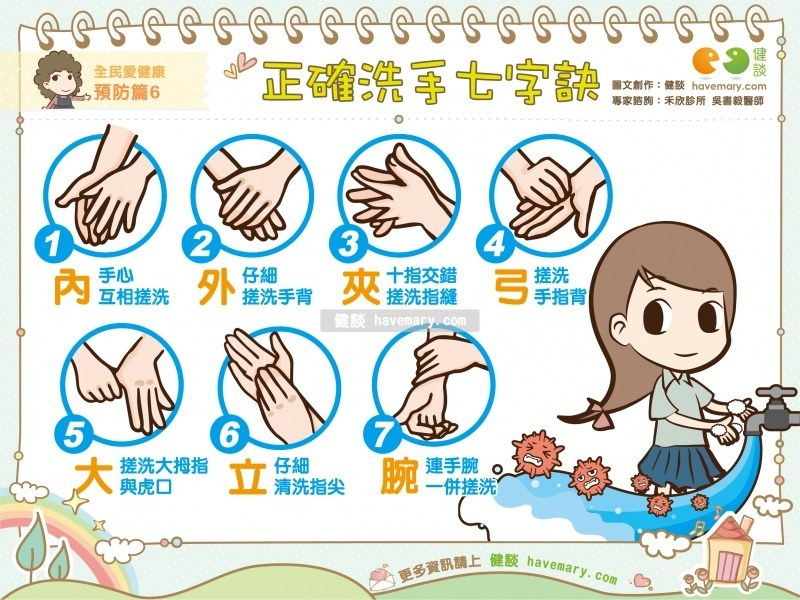 全民愛健康
預防篇6
正確洗手七字訣
健談
圖文創作：健談 havemary.com
專家諮詢：禾欣診所 吳書毅醫師
1
內 手心
互相搓洗
2
外 仔細
搓洗手背
3
夾 十指交錯
搓洗指縫
4
弓 搓洗
手指背
健談 havemary.com
5
大 搓洗大拇指
與虎口
6
立 仔細
清洗指尖
7
腕 連手腕
一併搓洗
更多資訊請上 健談 havemary.com